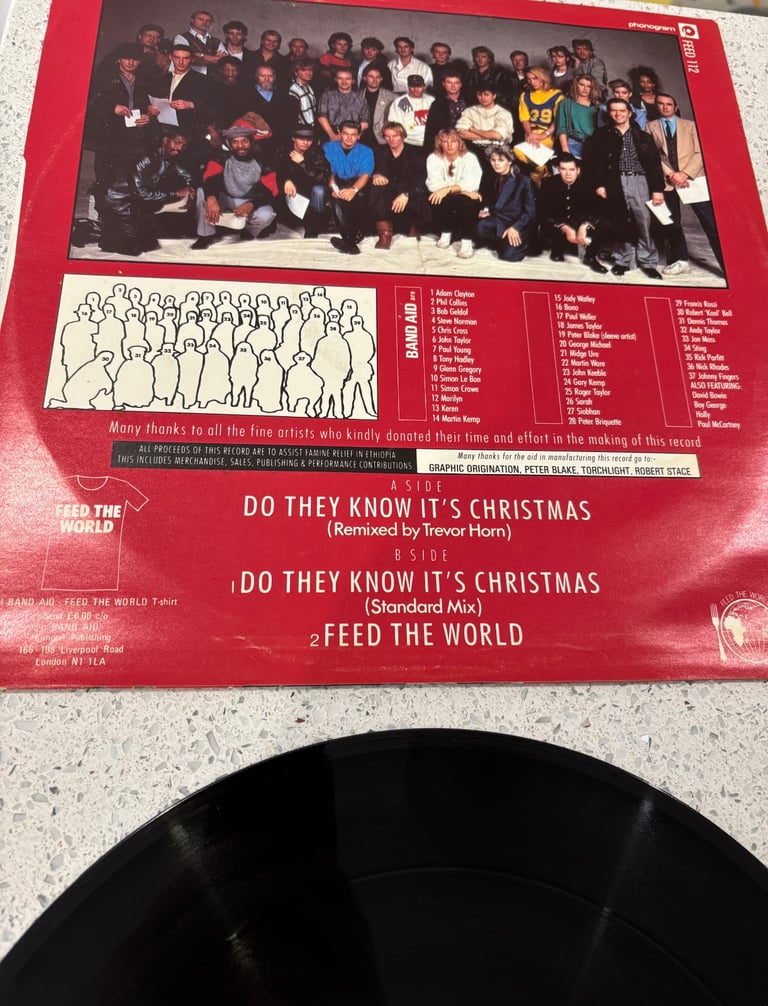 phonogram
FEED 112
39
BAND AID are
1 Adam Clayton
2 Phil Collins
3 Bob Geldof
4 Steve Norman
5 Chris Cross
6 John Taylor
7 Paul Young
8 Tony Hadley
9 Glenn Gregory
10 Simon Le Bon
11 Simon Crowe
12 Marilyn
13 Keren
14 Martin Kemp
15 Jody Watley
16 Bono
17 Paul Weller
18 James Taylor
19 Peter Blake (sleeve artist)
20 George Michael
21 Midge Ure
22 Martin Ware
23 John Keeble
24 Gary Kemp
25 Roger Taylor
26 Sarah
27 Siobhan
28 Peter Briquette
29 Francis Rossi
30 Robert 'Kool' Bell
31 Dennis Thomas
32 Andy Taylor
33 Jon Moss
34 Sting
35 Rick Parfitt
36 Nick Rhodes
37 Johnny Fingers
ALSO FEATURING:
David Bowie
Boy George
Holly
Paul McCartney
Many thanks to all the fine artists who kindly donated their time and effort in the making of this record
ALL PROCEEDS OF THIS RECORD ARE TO ASSIST FAMINE RELIEF IN ETHIOPIA
THIS INCLUDES MERCHANDISE, SALES, PUBLISHING & PERFORMANCE CONTRIBUTIONS.
Many thanks for the aid in manufacturing this record go to:-
GRAPHIC ORIGINATION, PETER BLAKE, TORCHLIGHT, ROBERT STACE
A SIDE
DO THEY KNOW IT'S CHRISTMAS
(Remixed by Trevor Horn)
B SIDE
1 DO THEY KNOW IT'S CHRISTMAS
(Standard Mix)
2 FEED THE WORLD
FEED THE
WORLD
BAND AID - FEED THE WORLD T-shirt
Send £6.00 c/o
BAND AID
Publishing
166-198 Liverpool Road
London N1 1LA
FEED THE WORLD